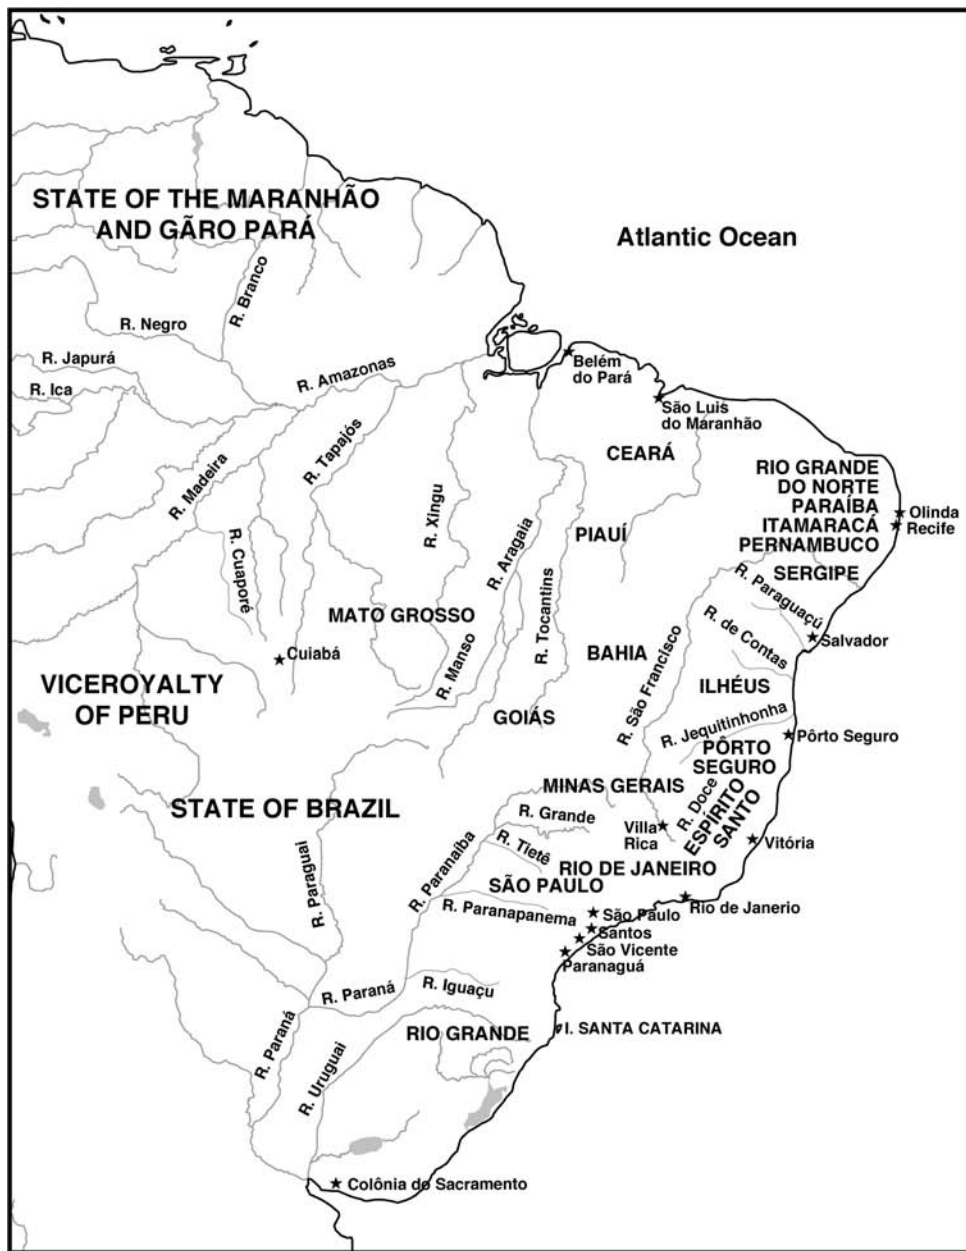 STATE OF THE MARANHÃO
AND GÃRO PARÁ
Atlantic Ocean
R. Branco
R. Negro
R. Japurá
R. Ica
R. Amazonas
Belém
do Pará
São Luis
do Maranhão
CEARÁ
R. Tapajós
R. Madeira
R. Xingu
R. Cuaporé
R. Aragaia
R. Tocantins
PIAUÍ
RIO GRANDE
DO NORTE
PARAÍBA
ITAMARACÁ
PERNAMBUCO
Olinda
Recife
SERGIPE
R. Paraguaçú
R. de Contas
Salvador
MATO GROSSO
Cuiabá
R. Manso
BAHIA
R. São Francisco
ILHÉUS
VICEROYALTY
OF PERU
GOIÁS
R. Jequitinhonha
Pôrto Seguro
PÔRTO
SEGURO
STATE OF BRAZIL
MINAS GERAIS
R. Doce
ESPÍRITO
SANTO
R. Grande
Villa
Rica
Vitória
R. Tietê
R. Paranaíba
R. Paraguai
RIO DE JANEIRO
SÃO PAULO
Rio de Janerio
R. Paranapanema
São Paulo
Santos
São Vicente
Paranaguá
R. Paraná
R. Iguaçu
R. Paraná
R. Uruguai
RIO GRANDE
I. SANTA CATARINA
Colônia do Sacramento